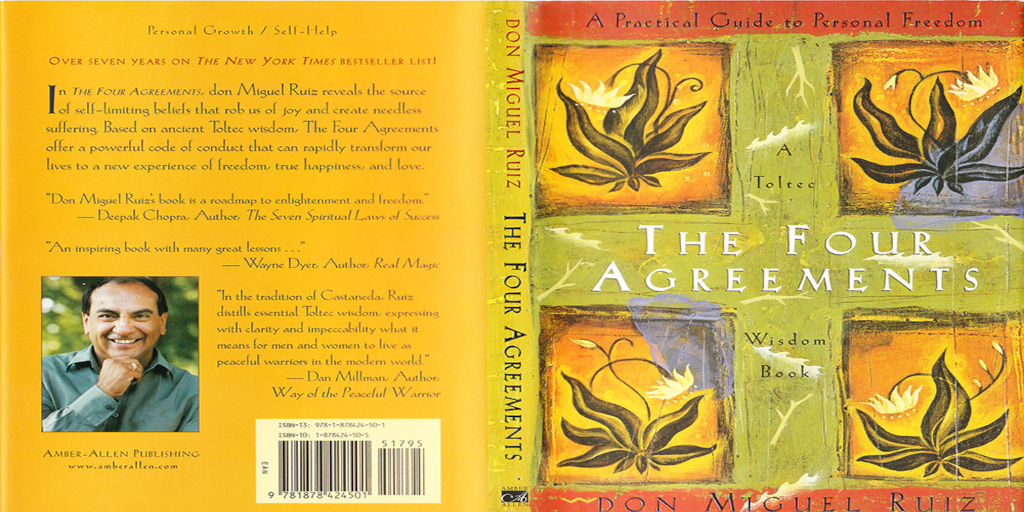 Personal Growth / Self-Help
OVER SEVEN YEARS ON THE NEW YORK TIMES BESTSELLER LIST!
In THE FOUR AGREEMENTS, don Miguel Ruiz reveals the source
of self-limiting beliefs that rob us of joy and create needless
suffering. Based on ancient Toltec wisdom, The Four Agreements
offer a powerful code of conduct that can rapidly transform our
lives to a new experience of freedom, true happiness, and love.
"Don Miguel Ruiz's book is a roadmap to enlightenment and freedom."
— Deepak Chopra, Author, The Seven Spiritual Laws of Success
"An inspiring book with many great lessons . . ."
— Wayne Dyer, Author, Real Magic
"In the tradition of Castaneda, Ruiz
distills essential Toltec wisdom, expressing
with clarity and impeccability what it
means for men and women to live as
peaceful warriors in the modern world."
— Dan Millman, Author,
Way of the Peaceful Warrior
AMBER-ALLEN PUBLISHING
www.amberallen.com
ISBN-13: 978-1-878424-50-1
ISBN-10: 1-878424-50-5
51795
EAN
9 781878 424501
DON MIGUEL RUIZ
THE FOUR AGREEMENTS
AMBER
ALLEN
A Practical Guide to Personal Freedom
A
Toltec
THE FOUR
AGREEMENTS
Wisdom
Book
DON MIGUEL RUIZ